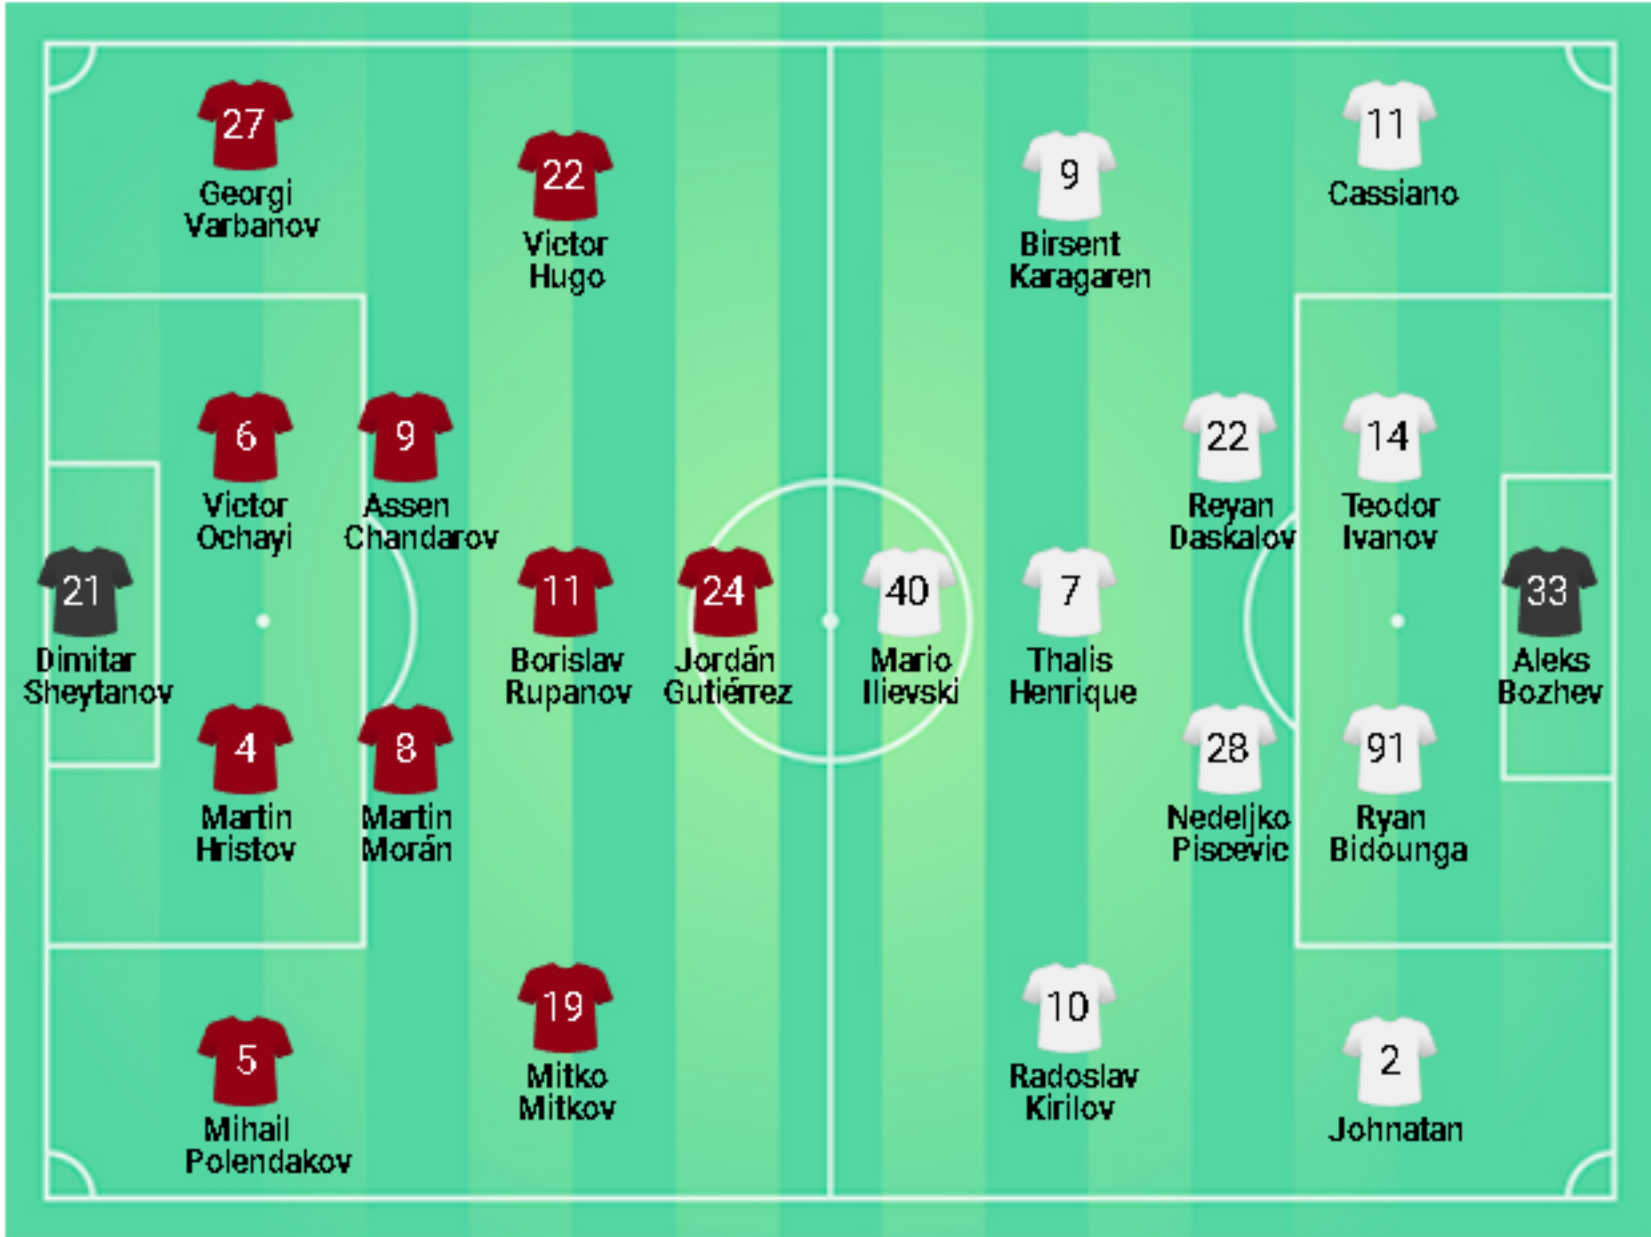 27
Georgi
Varbanov
22
Victor
Hugo
9
Birsent
Karagaren
11
Cassiano
6
Victor
Ochayi
9
Assen
Chandarov
22
Reyan
Daskalov
14
Teodor
Ivanov
21
Dimitar
Sheytanov
11
Borislav
Rupanov
24
Jordán
Gutiérrez
40
Mario
Ilievski
7
Thalis
Henrique
33
Aleks
Bozhev
4
Martin
Hristov
8
Martin
Morán
28
Nedeljko
Piscevic
91
Ryan
Bidounga
5
Mihail
Polendakov
19
Mitko
Mitkov
10
Radoslav
Kirilov
2
Johnatan